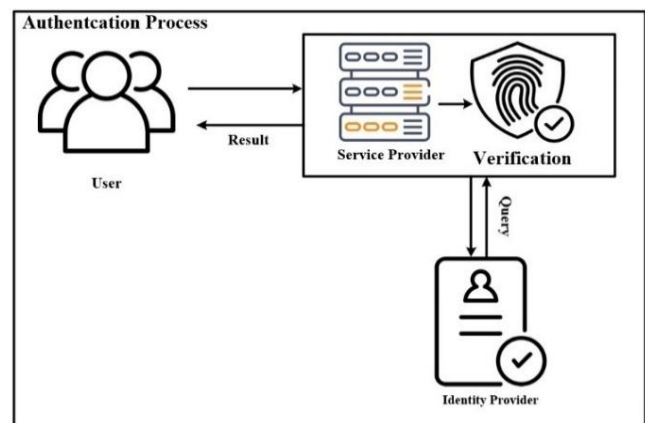 Authentcation Process
Result
Service Provider
Verification
User
Query
Identity Provider